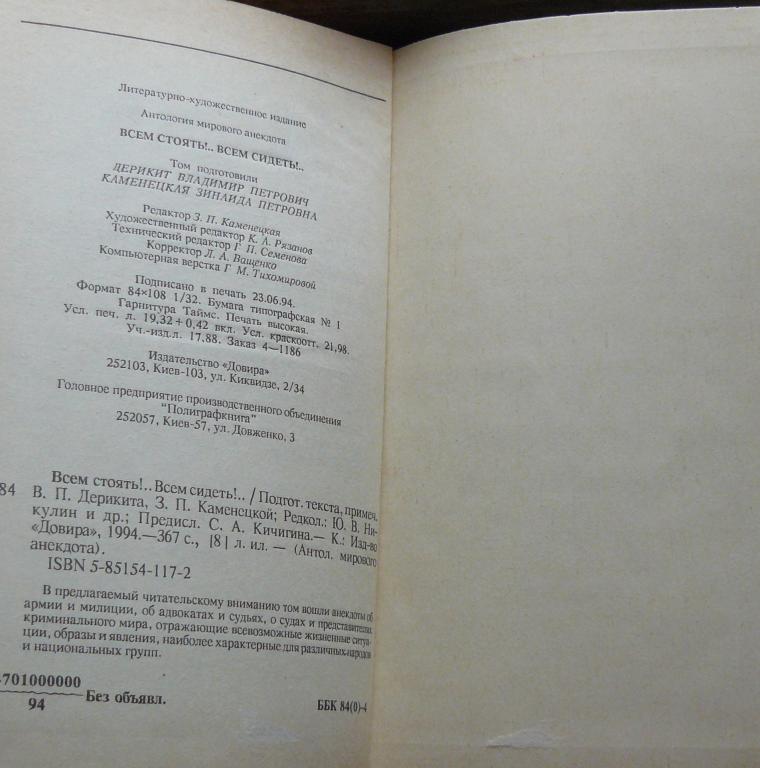 Литературно-художественное издание
Антология мирового анекдота
ВСЕМ СТОЯТЬ!.. ВСЕМ СИДЕТЬ!..
Том подготовили
ДЕРИКИТ ВЛАДИМИР ПЕТРОВИЧ
КАМЕНЕЦКАЯ ЗИНАИДА ПЕТРОВНА
Редактор З. П. Каменецкая
Художественный редактор К. А. Рязанов
Технический редактор Г. П. Семенова
Корректор Л. А. Ващенко
Компьютерная верстка Г. М. Тихомировой
Подписано в печать 23.06.94.
Формат 84×108 1/32. Бумага типографская № 1
Гарнитура Таймс. Печать высокая.
Усл. печ. л. 19,32+0,42 вкл. Усл. краскоотт. 21,98.
Уч.-изд.л. 17.88. Заказ 4—1186
Издательство «Довира»
252103, Киев-103, ул. Киквидзе, 2/34
Головное предприятие производственного объединения
"Полиграфкнига"
252057, Киев-57, ул. Довженко, 3
Всем стоять!.. Всем сидеть!.. / Подгот. текста, примеч.
84 В. П. Дерикита, З. П. Каменецкой; Редкол.: Ю. В. Ни-
кулин и др.; Предисл. С. А. Кичигина.— К.: Изд-во
«Довира», 1994.—367 с., [8] л. ил. — (Антол. мирового
анекдота).
ISBN 5-85154-117-2
В предлагаемый читательскому вниманию том вошли анекдоты об
армии и милиции, об адвокатах и судьях, о судах и представителях
криминального мира, отражающие всевозможные жизненные ситуа-
ции, образы и явления, наиболее характерные для различных народов
и национальных групп.
-701000000
Без объявл.
94
ББК 84(0)-4